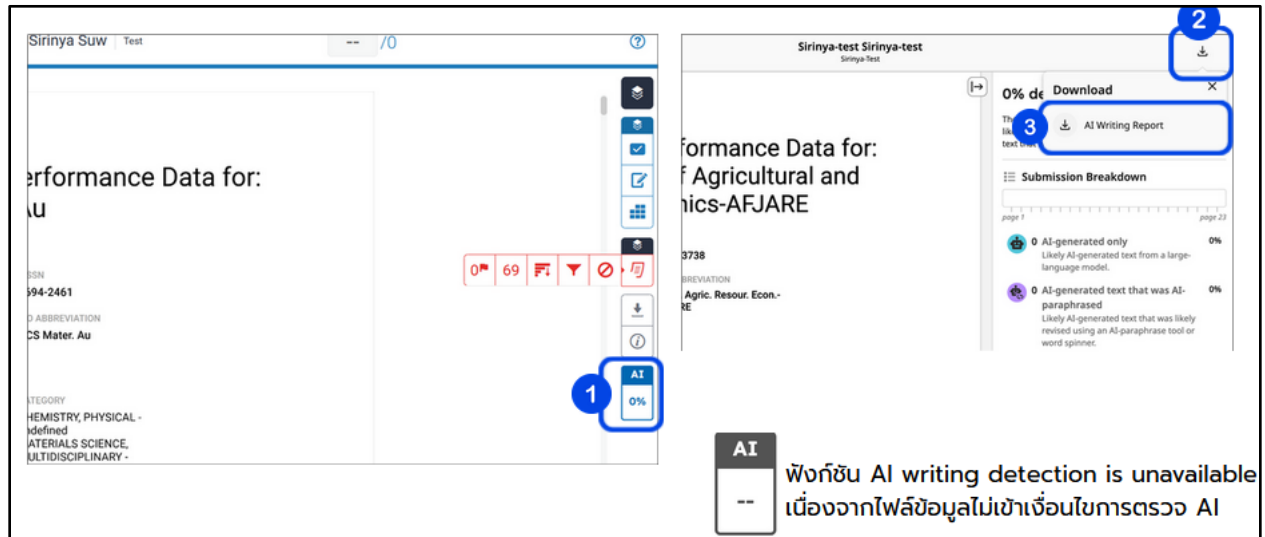 Sirinya Suw Test
-- /0
erformance Data for:
Au
SSN
694-2461
O ABBREVIATION
CS Mater. Au
ATEGORY
HEMISTRY, PHYSICAL -
ndefined
ATERIALS SCIENCE,
ULTIDISCIPLINARY -
0 69
AI
0%
1
2
Sirinya-test Sirinya-test
Sirinya-Test
formance Data for:
f Agricultural and
nics-AFJARE
3738
BREVIATION
Agric. Resour. Econ.-
RE
0% de
Download
3
AI Writing Report
text
Submission Breakdown
page 1 page 23
0 AI-generated only 0%
Likely AI-generated text from a large-
language model.
0 AI-generated text that was AI- 0%
paraphrased
Likely AI-generated text that was likely
revised using an AI-paraphrase tool or
word spinner.
AI
--
ฟังก์ชัน AI writing detection is unavailable
เนื่องจากไฟล์ข้อมูลไม่เข้าเงื่อนไขการตรวจ AI